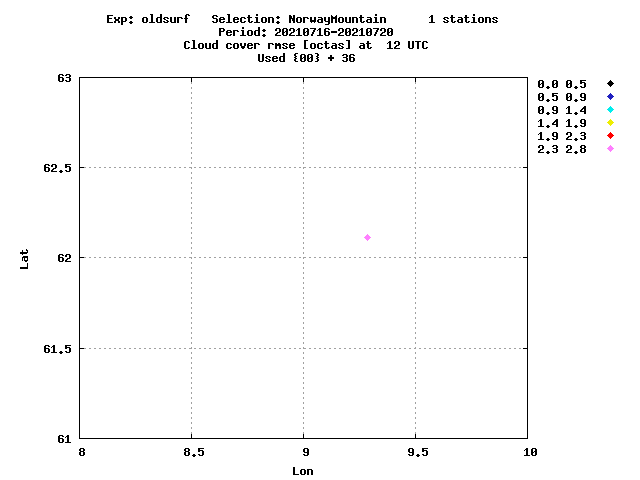 Exp: oldsurf   Selection: NorwayMountain      1 stations
Period: 20210716-20210720
Cloud cover rmse [octas] at  12 UTC
Used {00} + 36
63
62.5
62
61.5
61
Lat
8
8.5
9
9.5
10
Lon
0.0 0.5
0.5 0.9
0.9 1.4
1.4 1.9
1.9 2.3
2.3 2.8